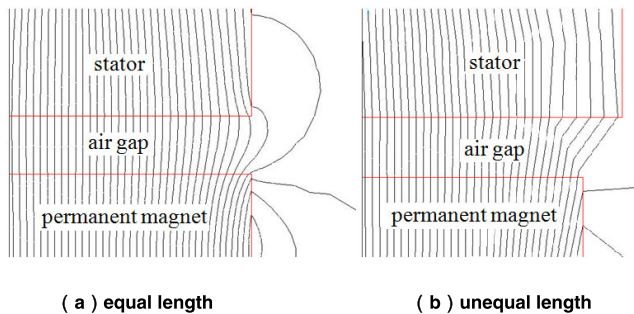 stator
air gap
permanent magnet
( a ) equal length
stator
air gap
permanent magnet
( b ) unequal length